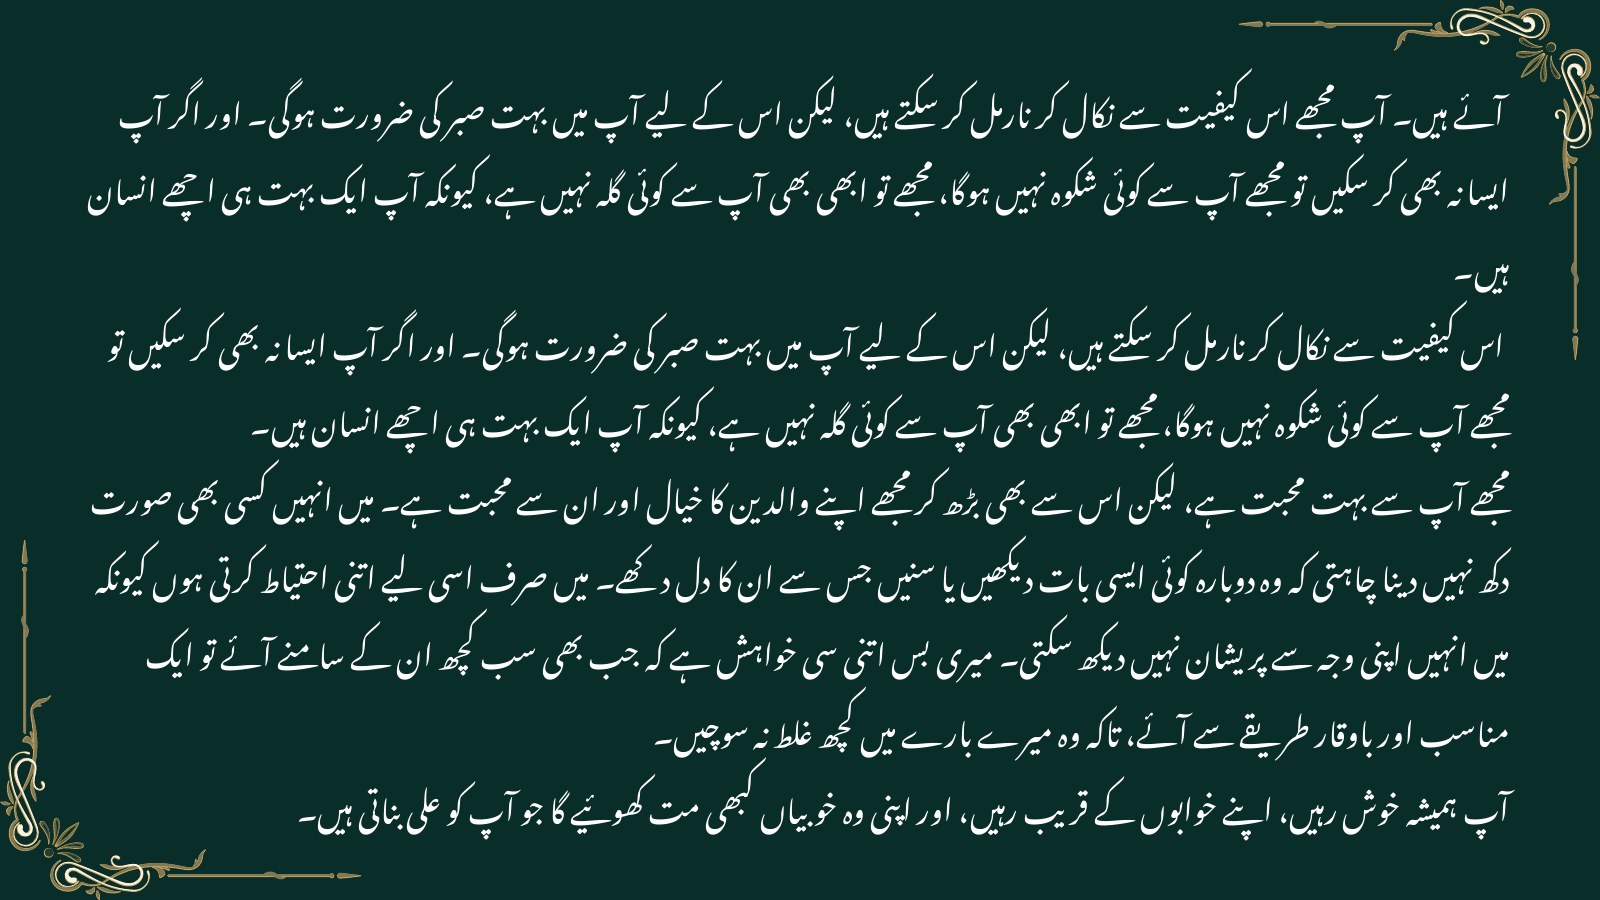 آئے ہیں۔ آپ مجھے اس کیفیت سے نکال کر نارمل کر سکتے ہیں، لیکن اس کے لیے آپ میں بہت صبر کی ضرورت ہوگی۔ اور اگر آپ
ایسا نہ بھی کر سکیں تو مجھے آپ سے کوئی شکوہ نہیں ہوگا، مجھے تو ابھی بھی آپ سے کوئی گلہ نہیں ہے، کیونکہ آپ ایک بہت ہی اچھے انسان
ہیں۔
اس کیفیت سے نکال کر نارمل کر سکتے ہیں، لیکن اس کے لیے آپ میں بہت صبر کی ضرورت ہوگی۔ اور اگر آپ ایسا نہ بھی کر سکیں تو
مجھے آپ سے کوئی شکوہ نہیں ہوگا، مجھے تو ابھی بھی آپ سے کوئی گلہ نہیں ہے، کیونکہ آپ ایک بہت ہی اچھے انسان ہیں۔
مجھے آپ سے بہت محبت ہے، لیکن اس سے بھی بڑھ کر مجھے اپنے والدین کا خیال اور ان سے محبت ہے۔ میں انہیں کسی بھی صورت
دکھ نہیں دینا چاہتی کہ وہ دوبارہ کوئی ایسی بات دیکھیں یا سنیں جس سے ان کا دل دکھے۔ میں صرف اسی لیے اتنی احتیاط کرتی ہوں کیونکہ
میں انہیں اپنی وجہ سے پریشان نہیں دیکھ سکتی۔ میری بس اتنی سی خواہش ہے کہ جب بھی سب کچھ ان کے سامنے آئے تو ایک
مناسب اور باوقار طریقے سے آئے، تاکہ وہ میرے بارے میں کچھ غلط نہ سوچیں۔
آپ ہمیشہ خوش رہیں، اپنے خوابوں کے قریب رہیں، اور اپنی وہ خوبیاں کبھی مت کھوئیے گا جو آپ کو علی بناتی ہیں۔